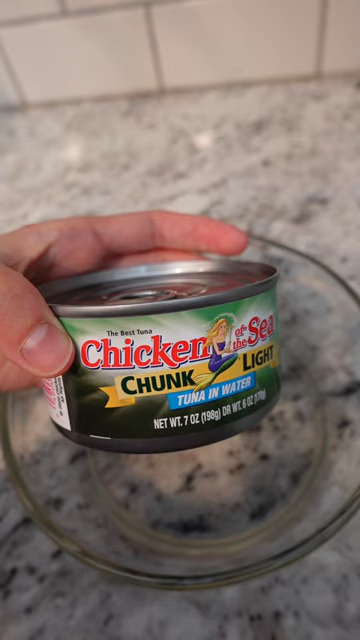 The Best Tuna
Chicken of the Sea
CHUNK LIGHT
TUNA IN WATER
NET WT. 7 OZ (198g) DR WT. 6 OZ (170g)